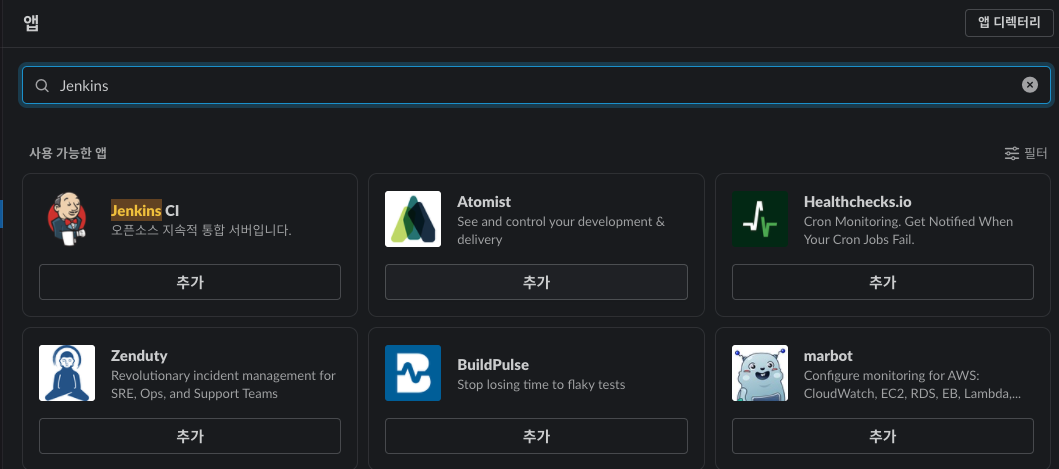 앱
앱 디렉터리
Jenkins
사용 가능한 앱
필터
Jenkins CI
오픈소스 지속적 통합 서버입니다.
추가
Atomist
See and control your development &
delivery
추가
Healthchecks.io
Cron Monitoring. Get Notified When
Your Cron Jobs Fail.
추가
Zenduty
Revolutionary incident management for
SRE, Ops, and Support Teams
추가
BuildPulse
Stop losing time to flaky tests
추가
marbot
Configure monitoring for AWS:
CloudWatch, EC2, RDS, EB, Lambda,...
추가